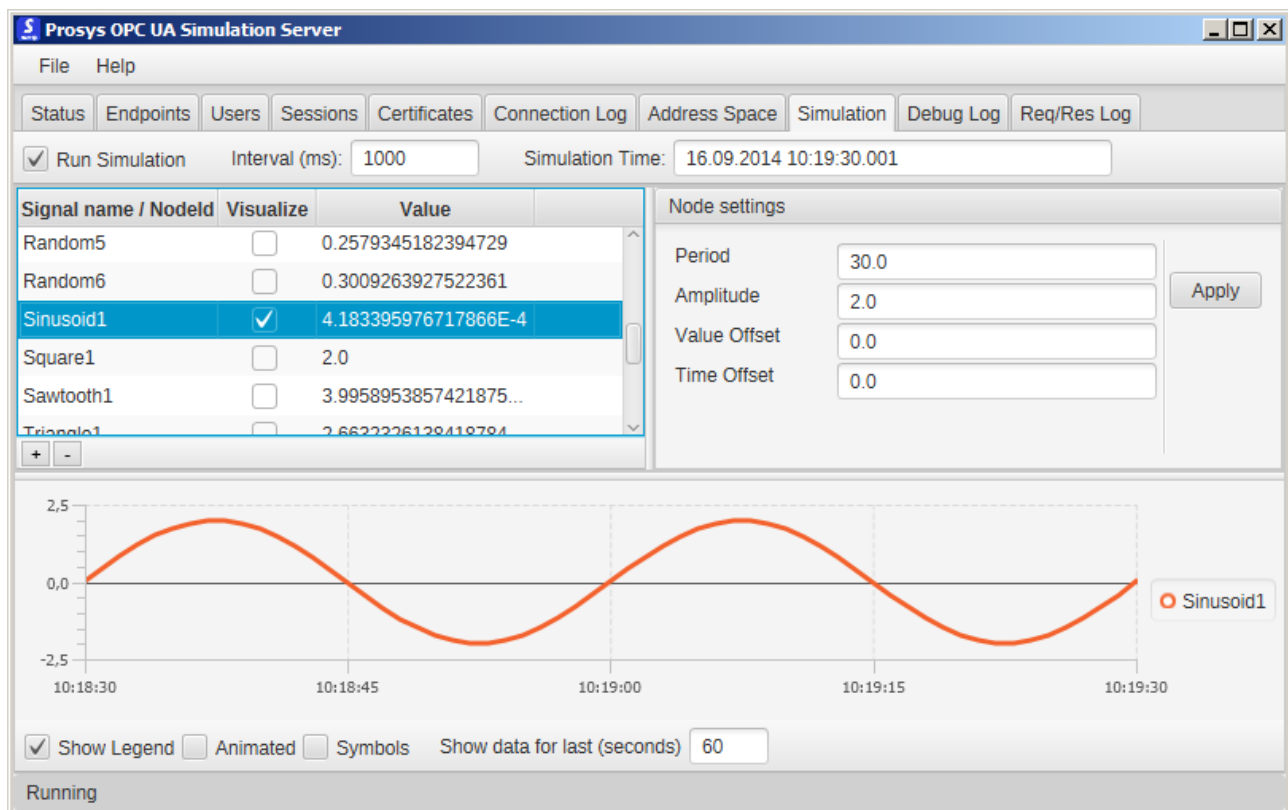 Prosys OPC UA Simulation Server
File Help
Status Endpoints Users Sessions Certificates Connection Log Address Space Simulation Debug Log Req/Res Log
Run Simulation Interval (ms): 1000 Simulation Time: 16.09.2014 10:19:30.001
Signal name / NodeId Visualize Value
Random5 0.2579345182394729
Random6 0.3009263927522361
Sinusoid1 4.183395976717866E-4
Square1 2.0
Sawtooth1 3.9958953857421875...
Triangle1 2.6632326138418784
+ -
Node settings
Period 30.0
Amplitude 2.0
Value Offset 0.0
Time Offset 0.0
Apply
2,5
0,0
-2,5
10:18:30 10:18:45 10:19:00 10:19:15 10:19:30
Sinusoid1
Show Legend Animated Symbols Show data for last (seconds) 60
Running